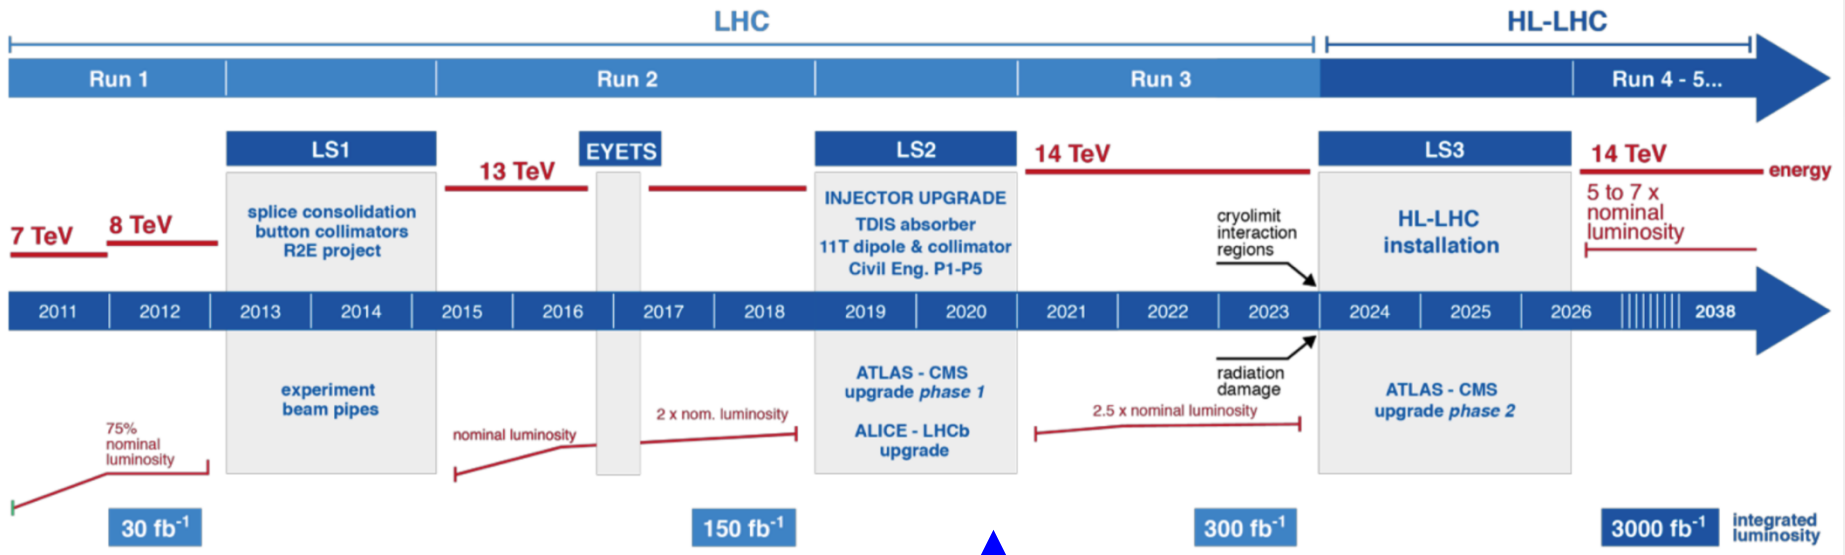 LHC
HL-LHC
Run 1
Run 2
Run 3
Run 4 - 5...
LS1
EYETS
LS2
LS3
7 TeV
8 TeV
13 TeV
14 TeV
14 TeV
energy
splice consolidation
button collimators
R2E project
INJECTOR UPGRADE
TDIS absorber
11T dipole & collimator
Civil Eng. P1-P5
cryolimit
interaction
regions
HL-LHC
installation
5 to 7 x
nominal
luminosity
2011 2012 2013 2014 2015 2016 2017 2018 2019 2020 2021 2022 2023 2024 2025 2026 2038
75%
nominal
luminosity
experiment
beam pipes
nominal luminosity
2 x nom. luminosity
ATLAS - CMS
upgrade phase 1
ALICE - LHCb
upgrade
radiation
damage
2.5 x nominal luminosity
ATLAS - CMS
upgrade phase 2
30 fb⁻¹
150 fb⁻¹
300 fb⁻¹
3000 fb⁻¹
integrated
luminosity